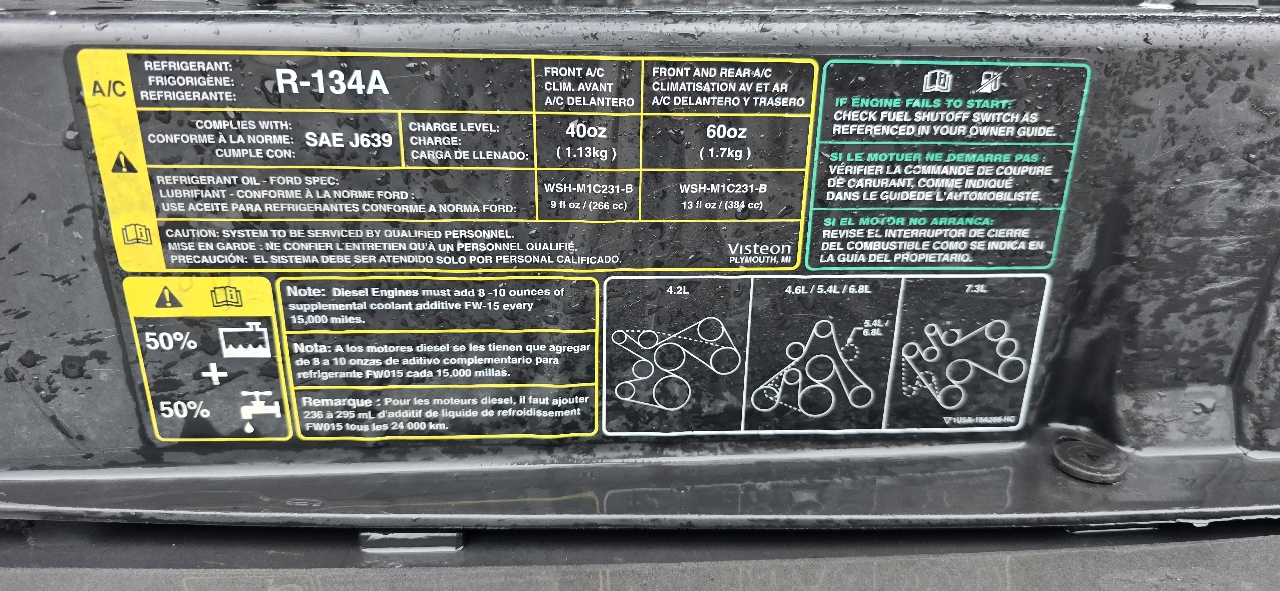 A/C
REFRIGERANT:
FRIGORIGÈNE:
REFRIGERANTE:
R-134A
FRONT A/C
CLIM. AVANT
A/C DELANTERO
FRONT AND REAR A/C
CLIMATISATION AV ET AR
A/C DELANTERO Y TRASERO
COMPLIES WITH:
CONFORME À LA NORME:
CUMPLE CON:
SAE J639
CHARGE LEVEL:
CHARGE:
CARGA DE LLENADO:
40oz
( 1.13kg )
60oz
( 1.7kg )
REFRIGERANT OIL - FORD SPEC:
LUBRIFIANT - CONFORME À LA NORME FORD :
USE ACEITE PARA REFRIGERANTES CONFORME A NORMA FORD:
WSH-M1C231-B
9 fl oz / (266 cc)
WSH-M1C231-B
13 fl oz / (384 cc)
CAUTION: SYSTEM TO BE SERVICED BY QUALIFIED PERSONNEL.
MISE EN GARDE : NE CONFIER L'ENTRETIEN QU'À UN PERSONNEL QUALIFIÉ.
PRECAUCIÓN: EL SISTEMA DEBE SER ATENDIDO SOLO POR PERSONAL CALIFICADO.
Visteon
PLYMOUTH, MI
IF ENGINE FAILS TO START:
CHECK FUEL SHUTOFF SWITCH AS
REFERENCED IN YOUR OWNER GUIDE.
SI LE MOTUER NE DEMARRE PAS :
VÉRIFIER LA COMMANDE DE COUPURE
DE CARURANT, COMME INDIQUÉ
DANS LE GUIDEDE L'AUTOMOBILISTE.
SI EL MOTOR NO ARRANCA:
REVISE EL INTERRUPTOR DE CIERRE
DEL COMBUSTIBLE COMO SE INDICA EN
LA GUÍA DEL PROPIETARIO.
50%
+
50%
Note: Diesel Engines must add 8 -10 ounces of
supplemental coolant additive FW-15 every
15,000 miles.
Nota: A los motores diesel se les tienen que agregar
de 8 a 10 onzas de aditivo complementario para
refrigerante FW015 cada 15,000 millas.
Remarque : Pour les moteurs diesel, il faut ajouter
236 à 295 mL d'additif de liquide de refroidissement
FW015 tous les 24 000 km.
4.2L
4.6L / 5.4L / 6.8L
5.4L /
6.8L
7.3L
1U5A-19A286-HC